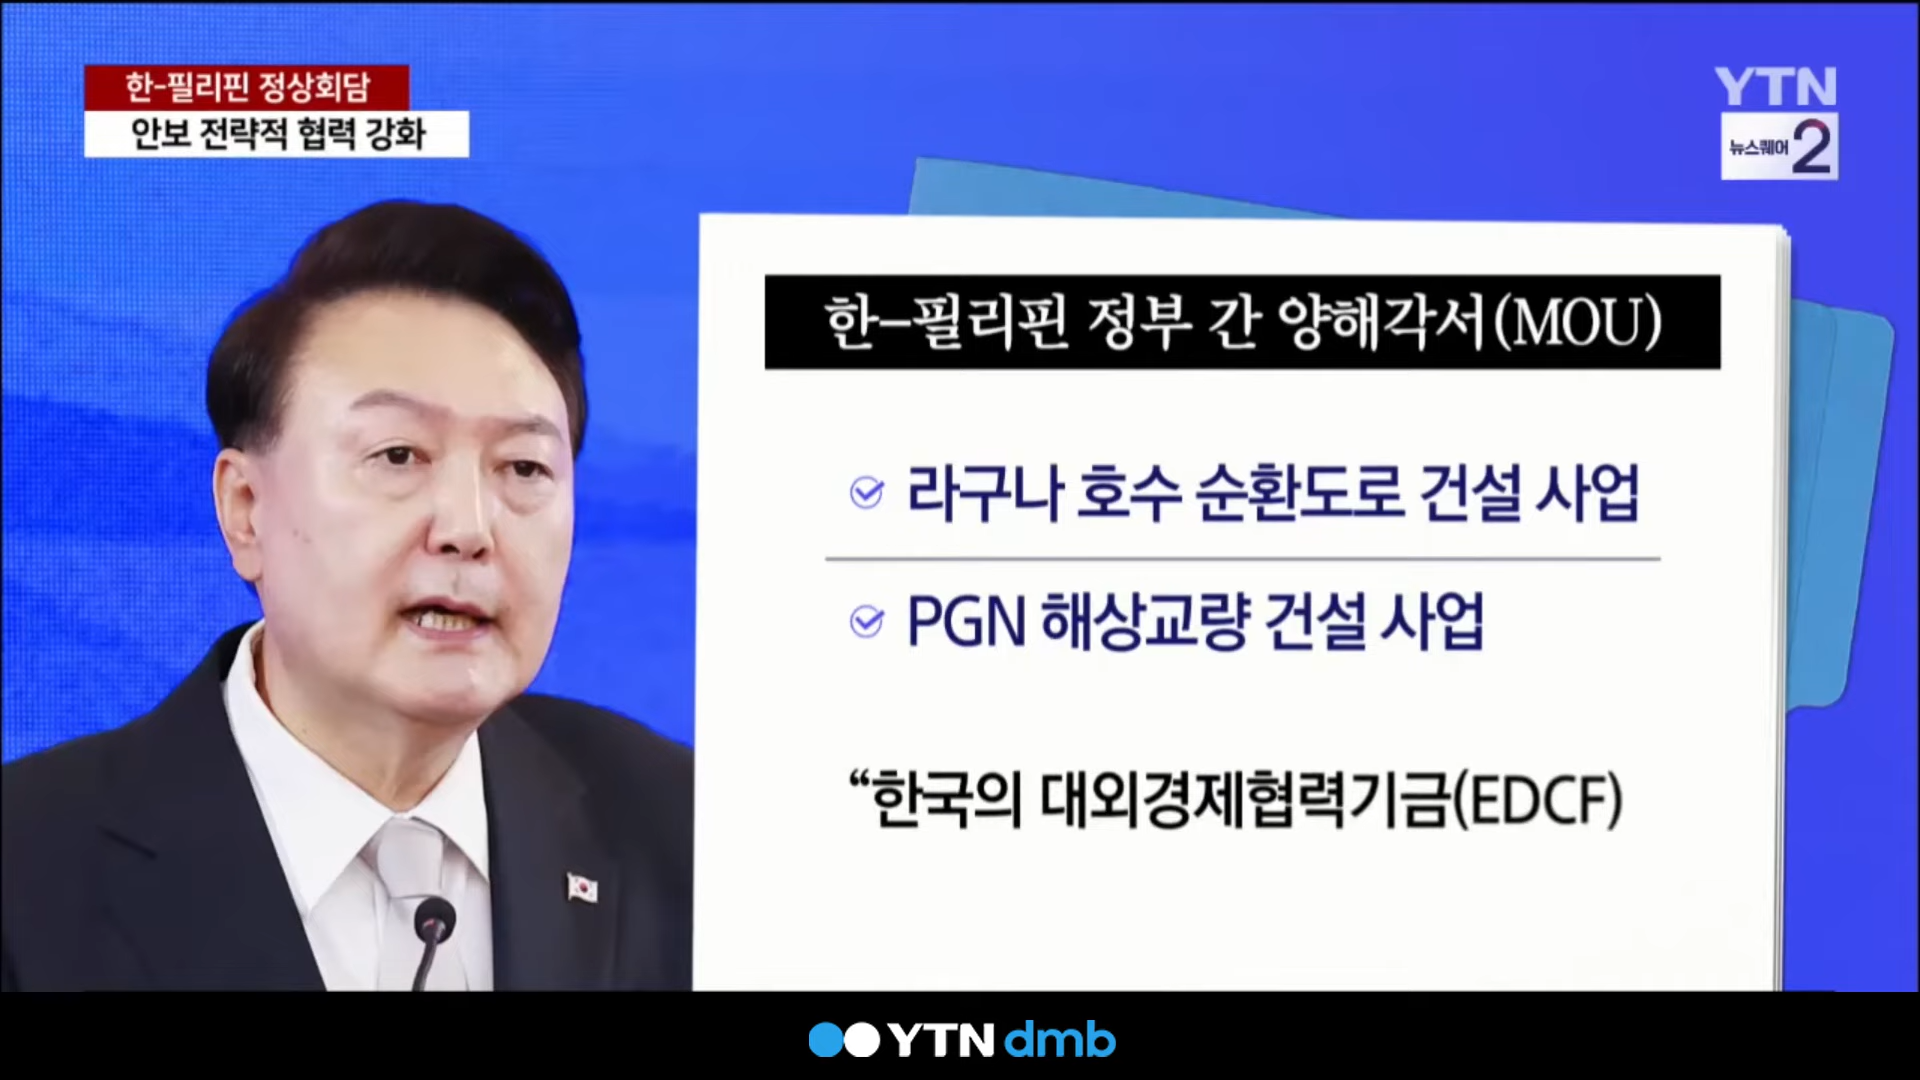 한-필리핀 정상회담
안보 전략적 협력 강화
YTN
뉴스퀘어 2
한-필리핀 정부 간 양해각서(MOU)
라구나 호수 순환도로 건설 사업
PGN 해상교량 건설 사업
“한국의 대외경제협력기금(EDCF)
YTN dmb